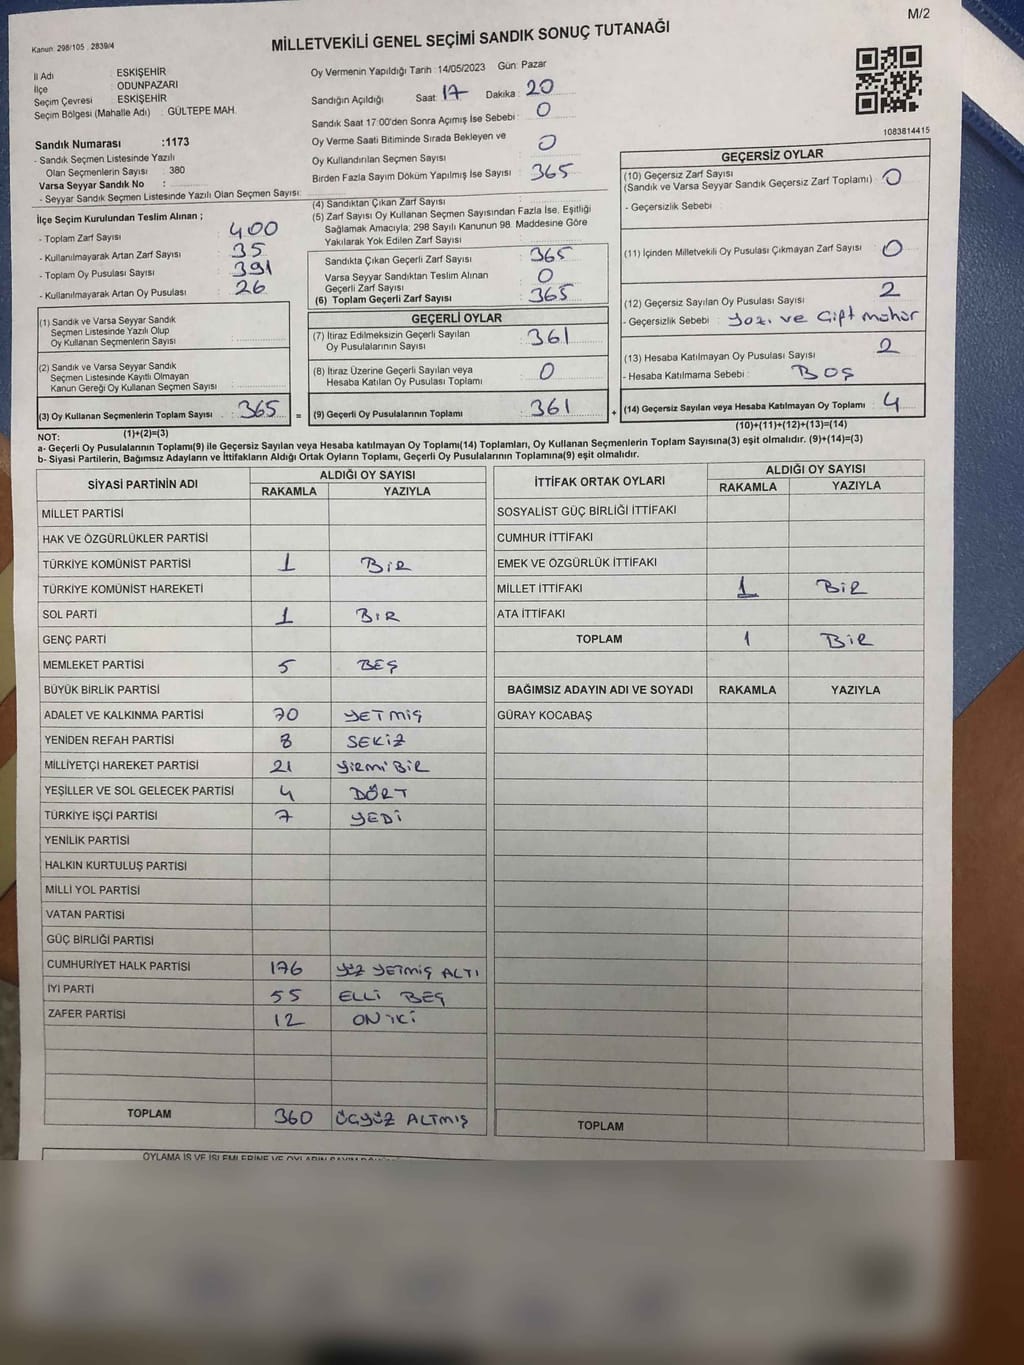 M/2
Kanun: 298/105 , 2839/4
MİLLETVEKİLİ GENEL SEÇİMİ SANDIK SONUÇ TUTANAĞI
İl Adı : ESKİŞEHİR
İlçe : ODUNPAZARI
Seçim Çevresi : ESKİŞEHİR
Seçim Bölgesi (Mahalle Adı) : GÜLTEPE MAH.
Sandık Numarası :1173
- Sandık Seçmen Listesinde Yazılı
Olan Seçmenlerin Sayısı : 380
Varsa Seyyar Sandık No :
- Seyyar Sandık Seçmen Listesinde Yazılı Olan Seçmen Sayısı:
Oy Vermenin Yapıldığı Tarih :14/05/2023 Gün: Pazar
Sandığın Açıldığı Saat: 17 Dakika : 20
Sandık Saat 17:00'den Sonra Açımış İse Sebebi : 0
Oy Verme Saati Bitiminde Sırada Bekleyen ve
Oy Kullandırılan Seçmen Sayısı : 0
Birden Fazla Sayım Döküm Yapılmış İse Sayısı : 365
1083814415
İlçe Seçim Kurulundan Teslim Alınan ;
- Toplam Zarf Sayısı : 400
- Kullanılmayarak Artan Zarf Sayısı : 35
- Toplam Oy Pusulası Sayısı : 391
- Kullanılmayarak Artan Oy Pusulası : 26
(1) Sandık ve Varsa Seyyar Sandık
Seçmen Listesinde Yazılı Olup
Oy Kullanan Seçmenlerin Sayısı :
(2) Sandık ve Varsa Seyyar Sandık
Seçmen Listesinde Kayıtlı Olmayan
Kanun Gereği Oy Kullanan Seçmen Sayısı :
(3) Oy Kullanan Seçmenlerin Toplam Sayısı : 365 =
(1)+(2)=(3)
(4) Sandıktan Çıkan Zarf Sayısı :
(5) Zarf Sayısı Oy Kullanan Seçmen Sayısından Fazla İse, Eşitliği
Sağlamak Amacıyla; 298 Sayılı Kanunun 98. Maddesine Göre
Yakılarak Yok Edilen Zarf Sayısı :
Sandıkta Çıkan Geçerli Zarf Sayısı : 365
Varsa Seyyar Sandıktan Teslim Alınan
Geçerli Zarf Sayısı : 0
(6) Toplam Geçerli Zarf Sayısı : 365
GEÇERLİ OYLAR
(7) İtiraz Edilmeksizin Geçerli Sayılan
Oy Pusulalarının Sayısı : 361
(8) İtiraz Üzerine Geçerli Sayılan veya
Hesaba Katılan Oy Pusulası Toplamı : 0
(9) Geçerli Oy Pusulalarının Toplamı : 361 +
GEÇERSİZ OYLAR
(10) Geçersiz Zarf Sayısı
(Sandık ve Varsa Seyyar Sandık Geçersiz Zarf Toplamı) : 0
- Geçersizlik Sebebi :
(11) İçinden Milletvekili Oy Pusulası Çıkmayan Zarf Sayısı : 0
(12) Geçersiz Sayılan Oy Pusulası Sayısı : 2
- Geçersizlik Sebebi : Yazı ve Çift mühür
(13) Hesaba Katılmayan Oy Pusulası Sayısı : 2
- Hesaba Katılmama Sebebi : BOŞ
(14) Geçersiz Sayılan veya Hesaba Katılmayan Oy Toplamı : 4
(10)+(11)+(12)+(13)=(14)
NOT:
a- Geçerli Oy Pusulalarının Toplamı(9) ile Geçersiz Sayılan veya Hesaba katılmayan Oy Toplamı(14) Toplamları, Oy Kullanan Seçmenlerin Toplam Sayısına(3) eşit olmalıdır. (9)+(14)=(3)
b- Siyasi Partilerin, Bağımsız Adayların ve İttifakların Aldığı Ortak Oyların Toplamı, Geçerli Oy Pusulalarının Toplamına(9) eşit olmalıdır.
SİYASİ PARTİNİN ADI ALDIĞI OY SAYISI
RAKAMLA YAZIYLA
MİLLET PARTİSİ
HAK VE ÖZGÜRLÜKLER PARTİSİ
TÜRKİYE KOMÜNİST PARTİSİ 1 BİR
TÜRKİYE KOMÜNİST HAREKETİ
SOL PARTİ 1 BİR
GENÇ PARTİ
MEMLEKET PARTİSİ 5 BEŞ
BÜYÜK BİRLİK PARTİSİ
ADALET VE KALKINMA PARTİSİ 70 YETMİŞ
YENİDEN REFAH PARTİSİ 8 SEKİZ
MİLLİYETÇİ HAREKET PARTİSİ 21 YİRMİ BİR
YEŞİLLER VE SOL GELECEK PARTİSİ 4 DÖRT
TÜRKİYE İŞÇİ PARTİSİ 7 YEDİ
YENİLİK PARTİSİ
HALKIN KURTULUŞ PARTİSİ
MİLLİ YOL PARTİSİ
VATAN PARTİSİ
GÜÇ BİRLİĞİ PARTİSİ
CUMHURİYET HALK PARTİSİ 176 YÜZ YETMİŞ ALTI
İYİ PARTİ 55 ELLİ BEŞ
ZAFER PARTİSİ 12 ON İKİ
TOPLAM 360 ÜÇYÜZ ALTMIŞ
İTTİFAK ORTAK OYLARI ALDIĞI OY SAYISI
RAKAMLA YAZIYLA
SOSYALİST GÜÇ BİRLİĞİ İTTİFAKI
CUMHUR İTTİFAKI
EMEK VE ÖZGÜRLÜK İTTİFAKI
MİLLET İTTİFAKI 1 BİR
ATA İTTİFAKI
TOPLAM 1 BİR
BAĞIMSIZ ADAYIN ADI VE SOYADI RAKAMLA YAZIYLA
GÜRAY KOCABAŞ
TOPLAM